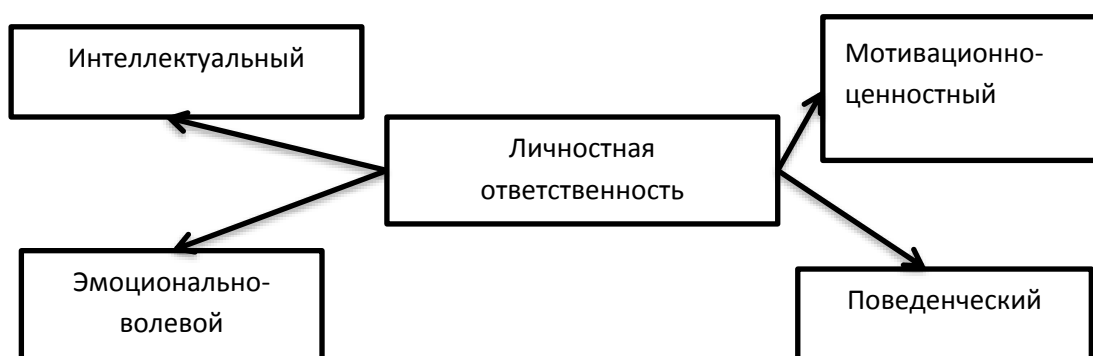 Интеллектуальный
Мотивационно-
ценностный
Личностная
ответственность
Эмоционально-
волевой
Поведенческий